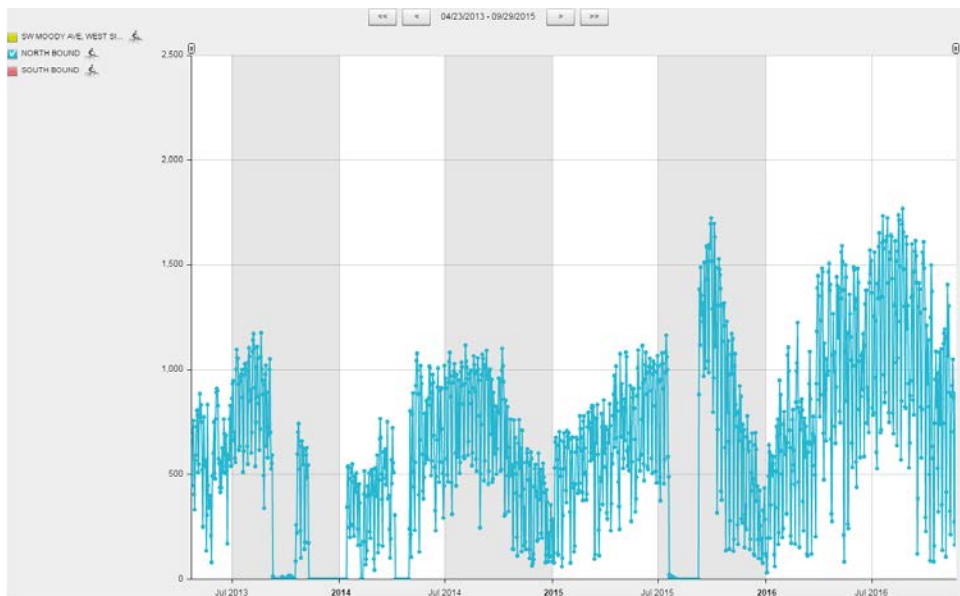 << < 04/23/2013 - 09/29/2015 > >>
SW MOODY AVE, WEST SI...
NORTH BOUND
SOUTH BOUND
2,500
2,000
1,500
1,000
500
0
Jul 2013 2014 Jul 2014 2015 Jul 2015 2016 Jul 2016